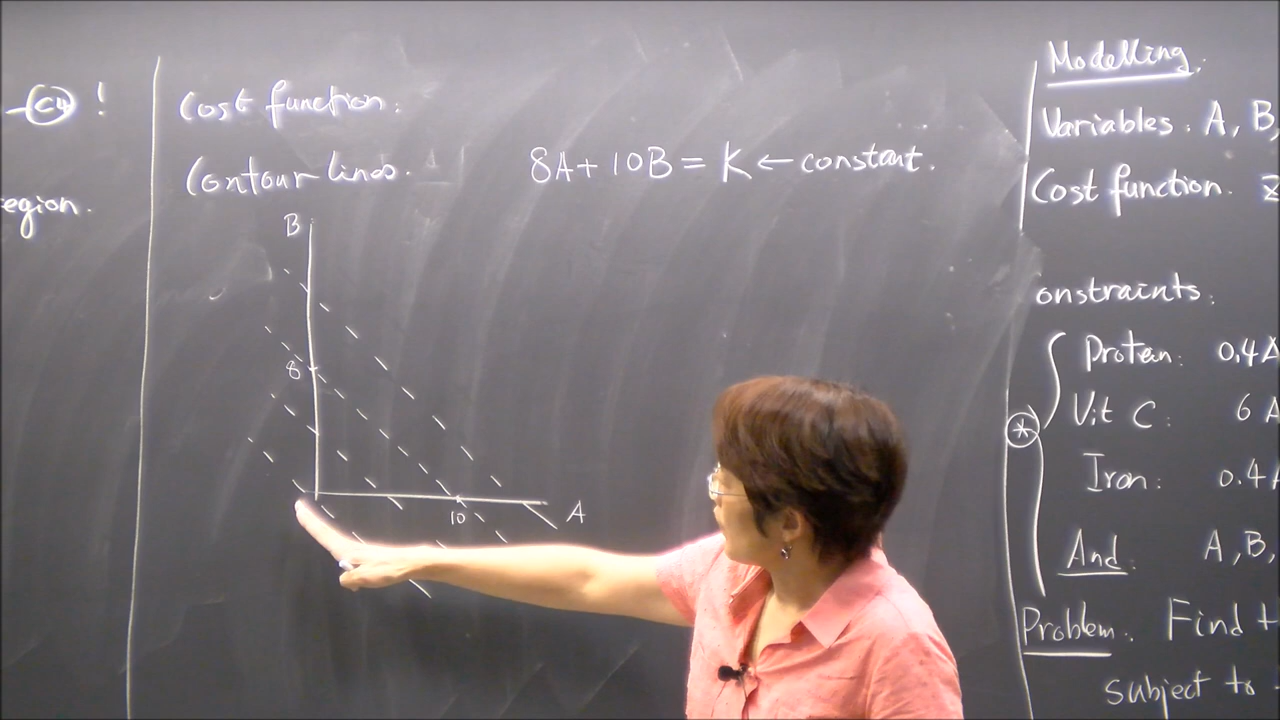 C4 !
egion.
Cost function.
Contour lines.
8A + 10B = K ← constant.
B
8
10
A
Modelling.
Variables : A, B,
Cost function. Z
onstraints.
Protein: 0.4A
Vit C: 6A
*
Iron: 0.4A
And: A, B,
Problem. Find t
Subject to